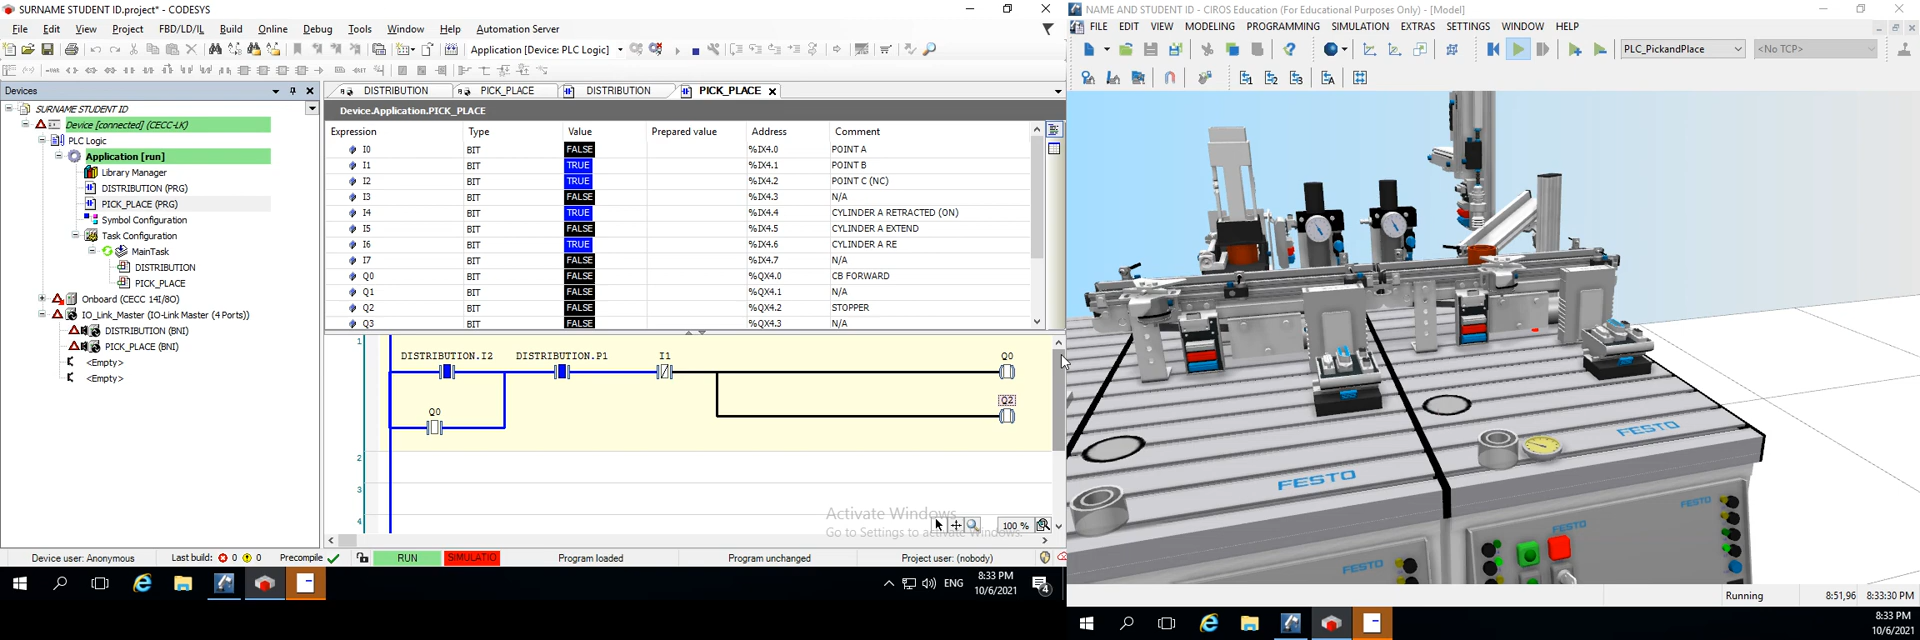 SURNAME STUDENT ID.project* - CODESYS
File Edit View Project FBD/LD/IL Build Online Debug Tools Window Help Automation Server
Application [Device: PLC Logic]
Devices
SURNAME STUDENT ID
Device [connected] (CECC-LK)
PLC Logic
Application [run]
Library Manager
DISTRIBUTION (PRG)
PICK_PLACE (PRG)
Symbol Configuration
Task Configuration
MainTask
DISTRIBUTION
PICK_PLACE
Onboard (CECC 14I/8O)
IO_Link_Master (IO-Link Master (4 Ports))
DISTRIBUTION (BNI)
PICK_PLACE (BNI)
<Empty>
<Empty>
DISTRIBUTION PICK_PLACE DISTRIBUTION PICK_PLACE
Device.Application.PICK_PLACE
Expression Type Value Prepared value Address Comment
I0 BIT FALSE %IX4.0 POINT A
I1 BIT TRUE %IX4.1 POINT B
I2 BIT TRUE %IX4.2 POINT C (NC)
I3 BIT FALSE %IX4.3 N/A
I4 BIT TRUE %IX4.4 CYLINDER A RETRACTED (ON)
I5 BIT FALSE %IX4.5 CYLINDER A EXTEND
I6 BIT TRUE %IX4.6 CYLINDER A RE
I7 BIT FALSE %IX4.7 N/A
Q0 BIT FALSE %QX4.0 CB FORWARD
Q1 BIT FALSE %QX4.1 N/A
Q2 BIT FALSE %QX4.2 STOPPER
Q3 BIT FALSE %QX4.3 N/A
1
DISTRIBUTION.I2 DISTRIBUTION.P1 I1 Q0
Q0 Q2
2
3
4
Activate Windows
Go to Settings to activate Windows.
100 %
Device user: Anonymous Last build: 0 0 Precompile RUN SIMULATIO Program loaded Program unchanged Project user: (nobody)
ENG
8:33 PM
10/6/2021
4
NAME AND STUDENT ID - CIROS Education (For Educational Purposes Only) - [Model]
FILE EDIT VIEW MODELING PROGRAMMING SIMULATION EXTRAS SETTINGS WINDOW HELP
PLC_PickandPlace <No TCP>
FESTO
FESTO
FESTO
FESTO
FESTO
Running 8:51,96 8:33:30 PM
8:33 PM
10/6/2021